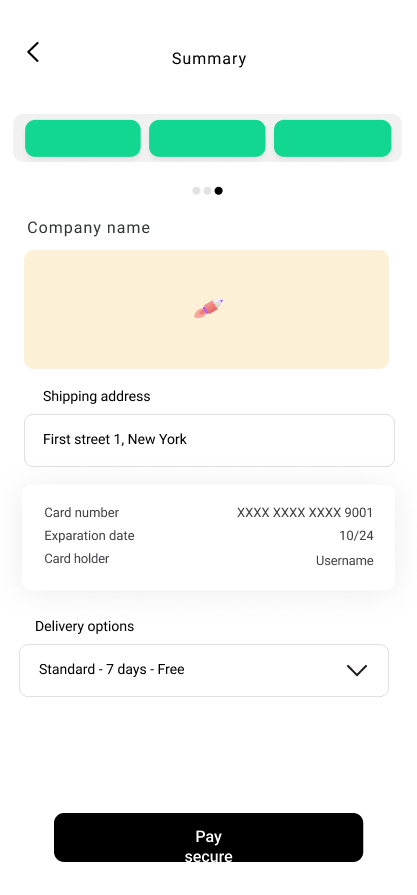 Summary
Company name
Shipping address
First street 1, New York
Card number XXXX XXXX XXXX 9001
Exparation date 10/24
Card holder Username
Delivery options
Standard - 7 days - Free
Pay
secure